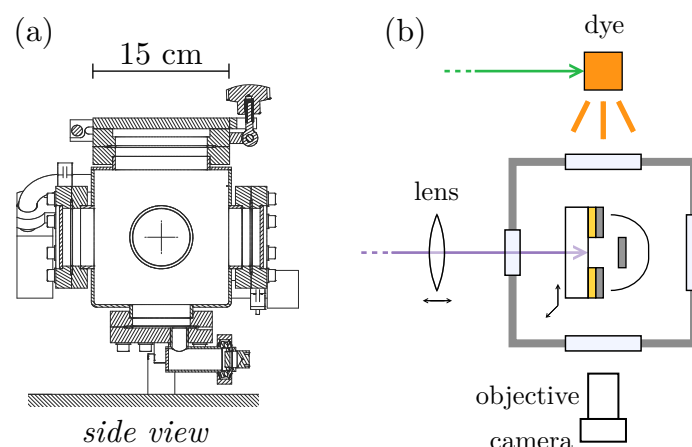 (a)
15 cm
side view
(b)
dye
lens
objective
camera